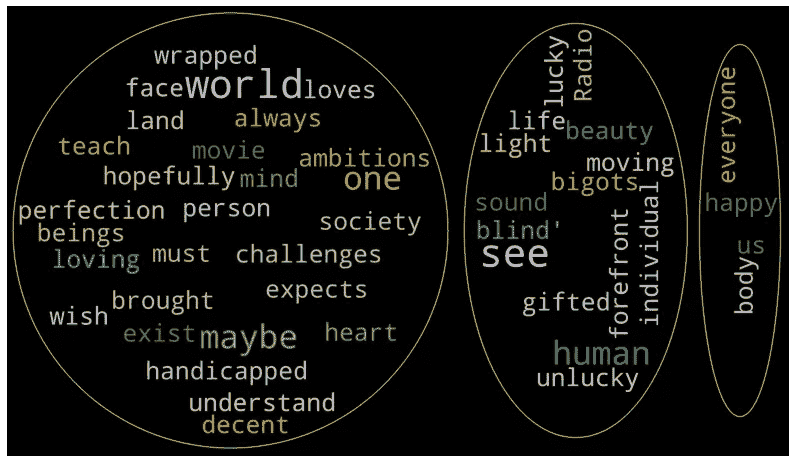 wrapped
face world loves
land always
teach movie ambitions
hopefully mind one
perfection person society
beings
loving must challenges
expects
wish brought
exist maybe heart
handicapped
understand
decent
lucky Radio
life beauty
light moving
bigots
sound
blind'
see
forefront individual
gifted
human
unlucky
everyone
happy
us
body